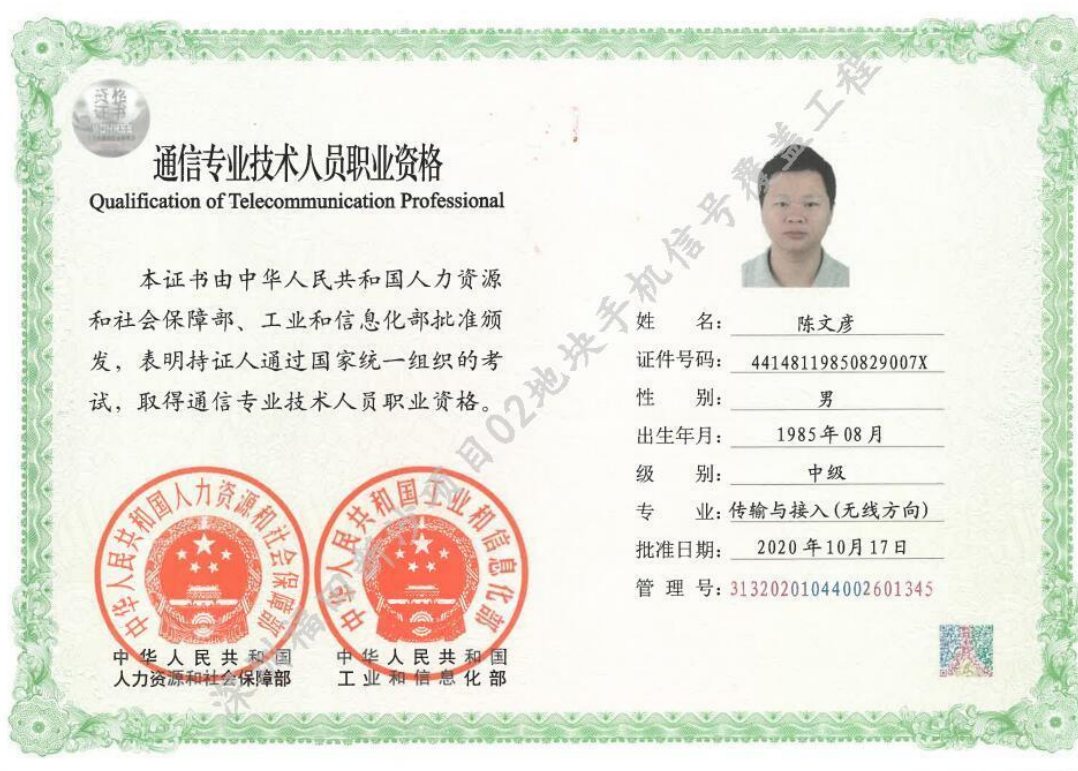 资格
证书
通信专业技术人员职业资格
Qualification of Telecommunication Professional
本证书由中华人民共和国人力资源
和社会保障部、工业和信息化部批准颁
发，表明持证人通过国家统一组织的考
试，取得通信专业技术人员职业资格。
中华人民共和国人力资源和社会保障部
中华人民共和国工业和信息化部
中华人民共和国
人力资源和社会保障部
中华人民共和国
工业和信息化部
姓 名：陈文彦
证件号码：44148119850829007X
性 别：男
出生年月：1985年08月
级 别：中级
专 业：传输与接入(无线方向)
批准日期：2020年10月17日
管 理 号：31320201044002601345
项目02地块手机信号覆盖工程